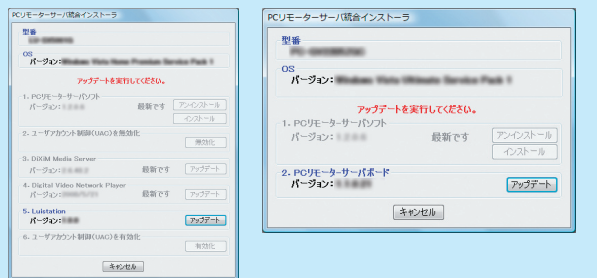 PCリモーターサーバ統合インストーラ
型番
OS
バージョン:
アップデートを実行してください。
1. PCリモーターサーバソフト
バージョン: 最新です アンインストール
インストール
2. ユーザアカウント制御(UAC)を無効化
無効化
3. DiXiM Media Server
バージョン: 最新です アップデート
4. Digital Video Network Player
バージョン: 最新です アップデート
5. Luistation
バージョン: アップデート
6. ユーザアカウント制御(UAC)を有効化
有効化
キャンセル
PCリモーターサーバ統合インストーラ
型番
OS
バージョン:
アップデートを実行してください。
1. PCリモーターサーバソフト
バージョン: 最新です アンインストール
インストール
2. PCリモーターサーバボード
バージョン: アップデート
キャンセル